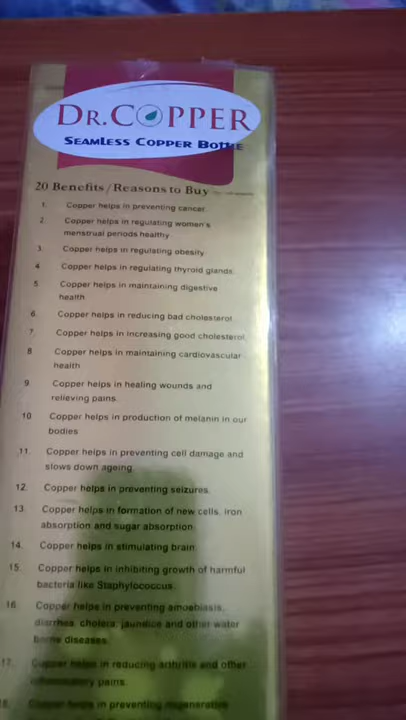 DR.COPPER
SEAMLESS COPPER BOTTLE
20 Benefits/Reasons to Buy
1. Copper helps in preventing cancer.
2. Copper helps in regulating women's
menstrual periods healthy
3. Copper helps in regulating obesity
4 Copper helps in regulating thyroid glands
5 Copper helps in maintaining digestive
health
6. Copper helps in reducing bad cholesterol
7. Copper helps in increasing good cholesterol
8 Copper helps in maintaining cardiovascular
health
9 Copper helps in healing wounds and
relieving pains
10 Copper helps in production of melanin in our
bodies
11. Copper helps in preventing cell damage and
slows down ageing
12. Copper helps in preventing seizures
13. Copper helps in formation of new cells. Iron
absorption and sugar absorption
14. Copper helps in stimulating brain
15. Copper helps in inhibiting growth of harmful
bacteria like Staphylococcus.
16 Copper helps in preventing amoebiasis,
diarrhea, cholera, jaundice and other water
borne diseases.
17. Copper helps in reducing arthritis and other
inflammatory pains.
18. Copper helps in preventing regenerative